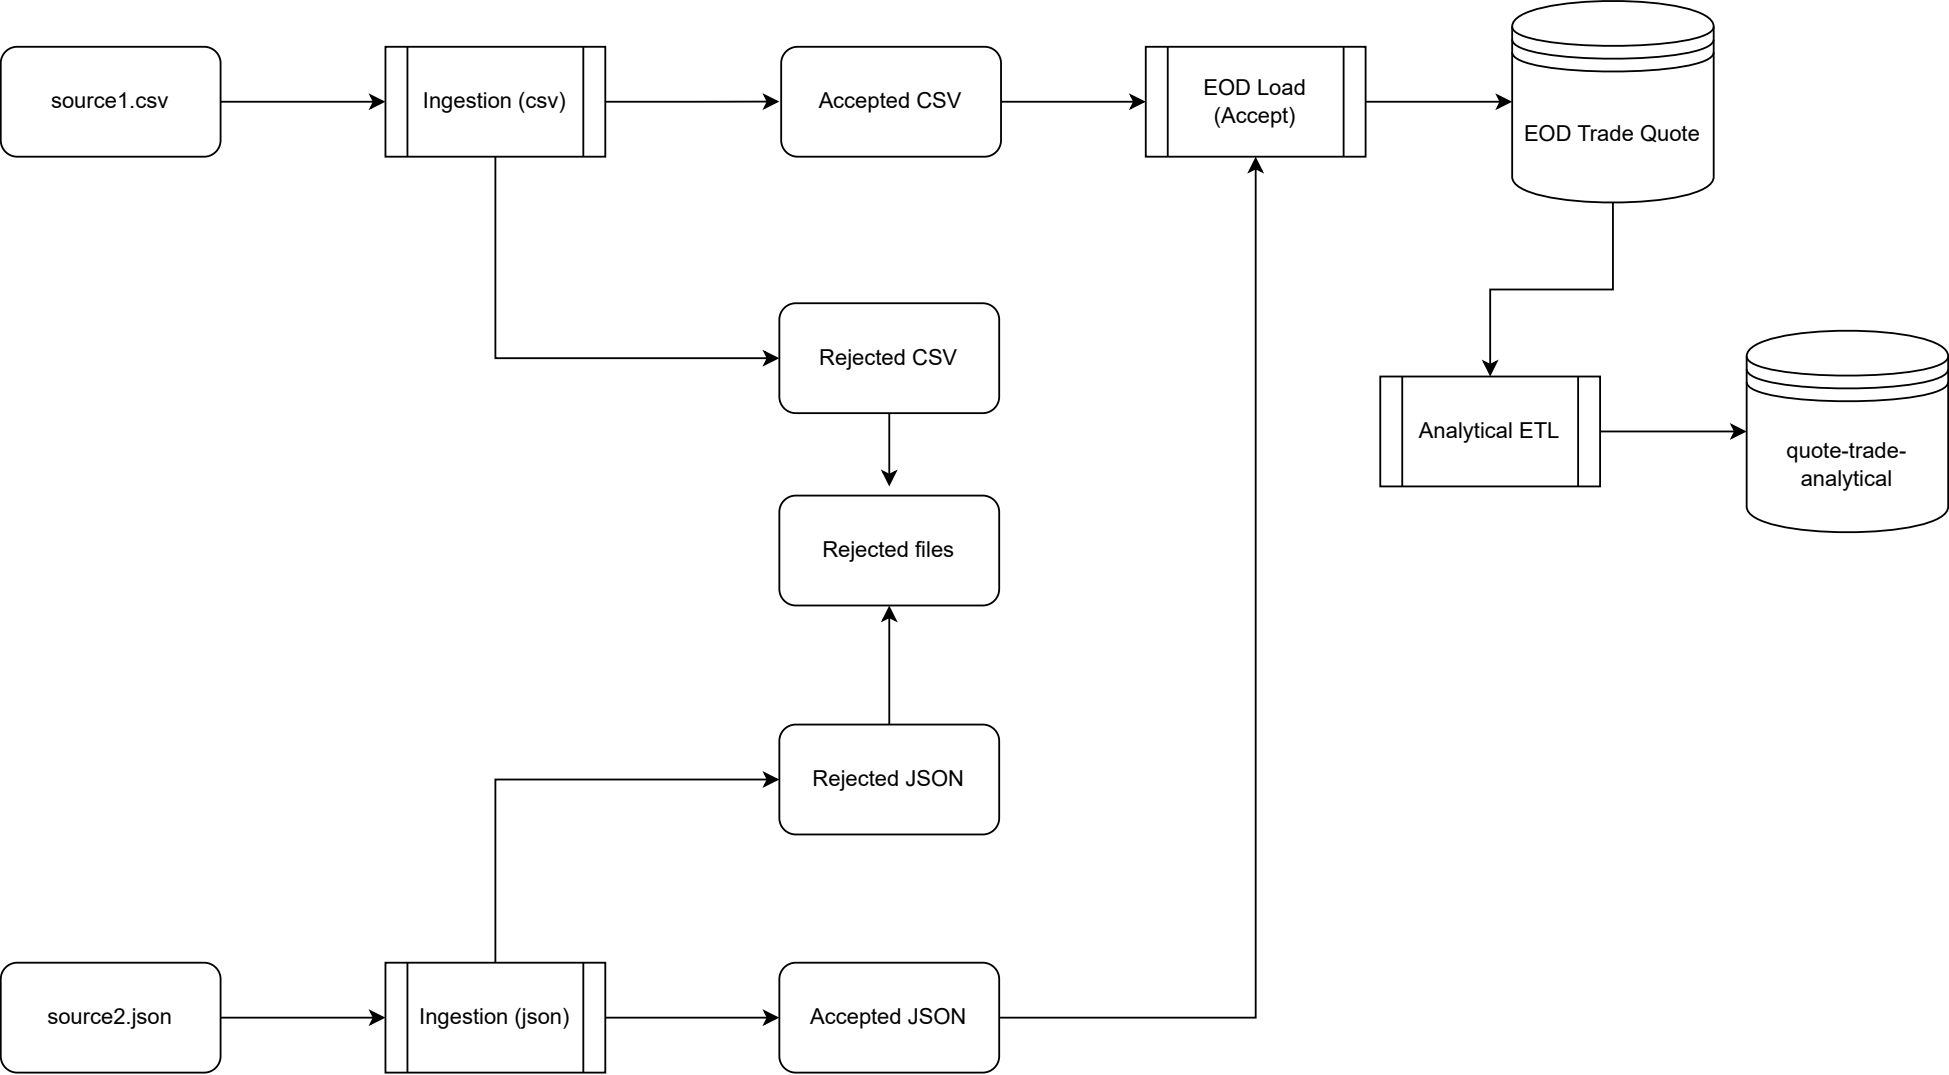 source1.csv
Ingestion (csv)
Accepted CSV
EOD Load
(Accept)
EOD Trade Quote
Rejected CSV
Analytical ETL
quote-trade-
analytical
Rejected files
Rejected JSON
source2.json
Ingestion (json)
Accepted JSON